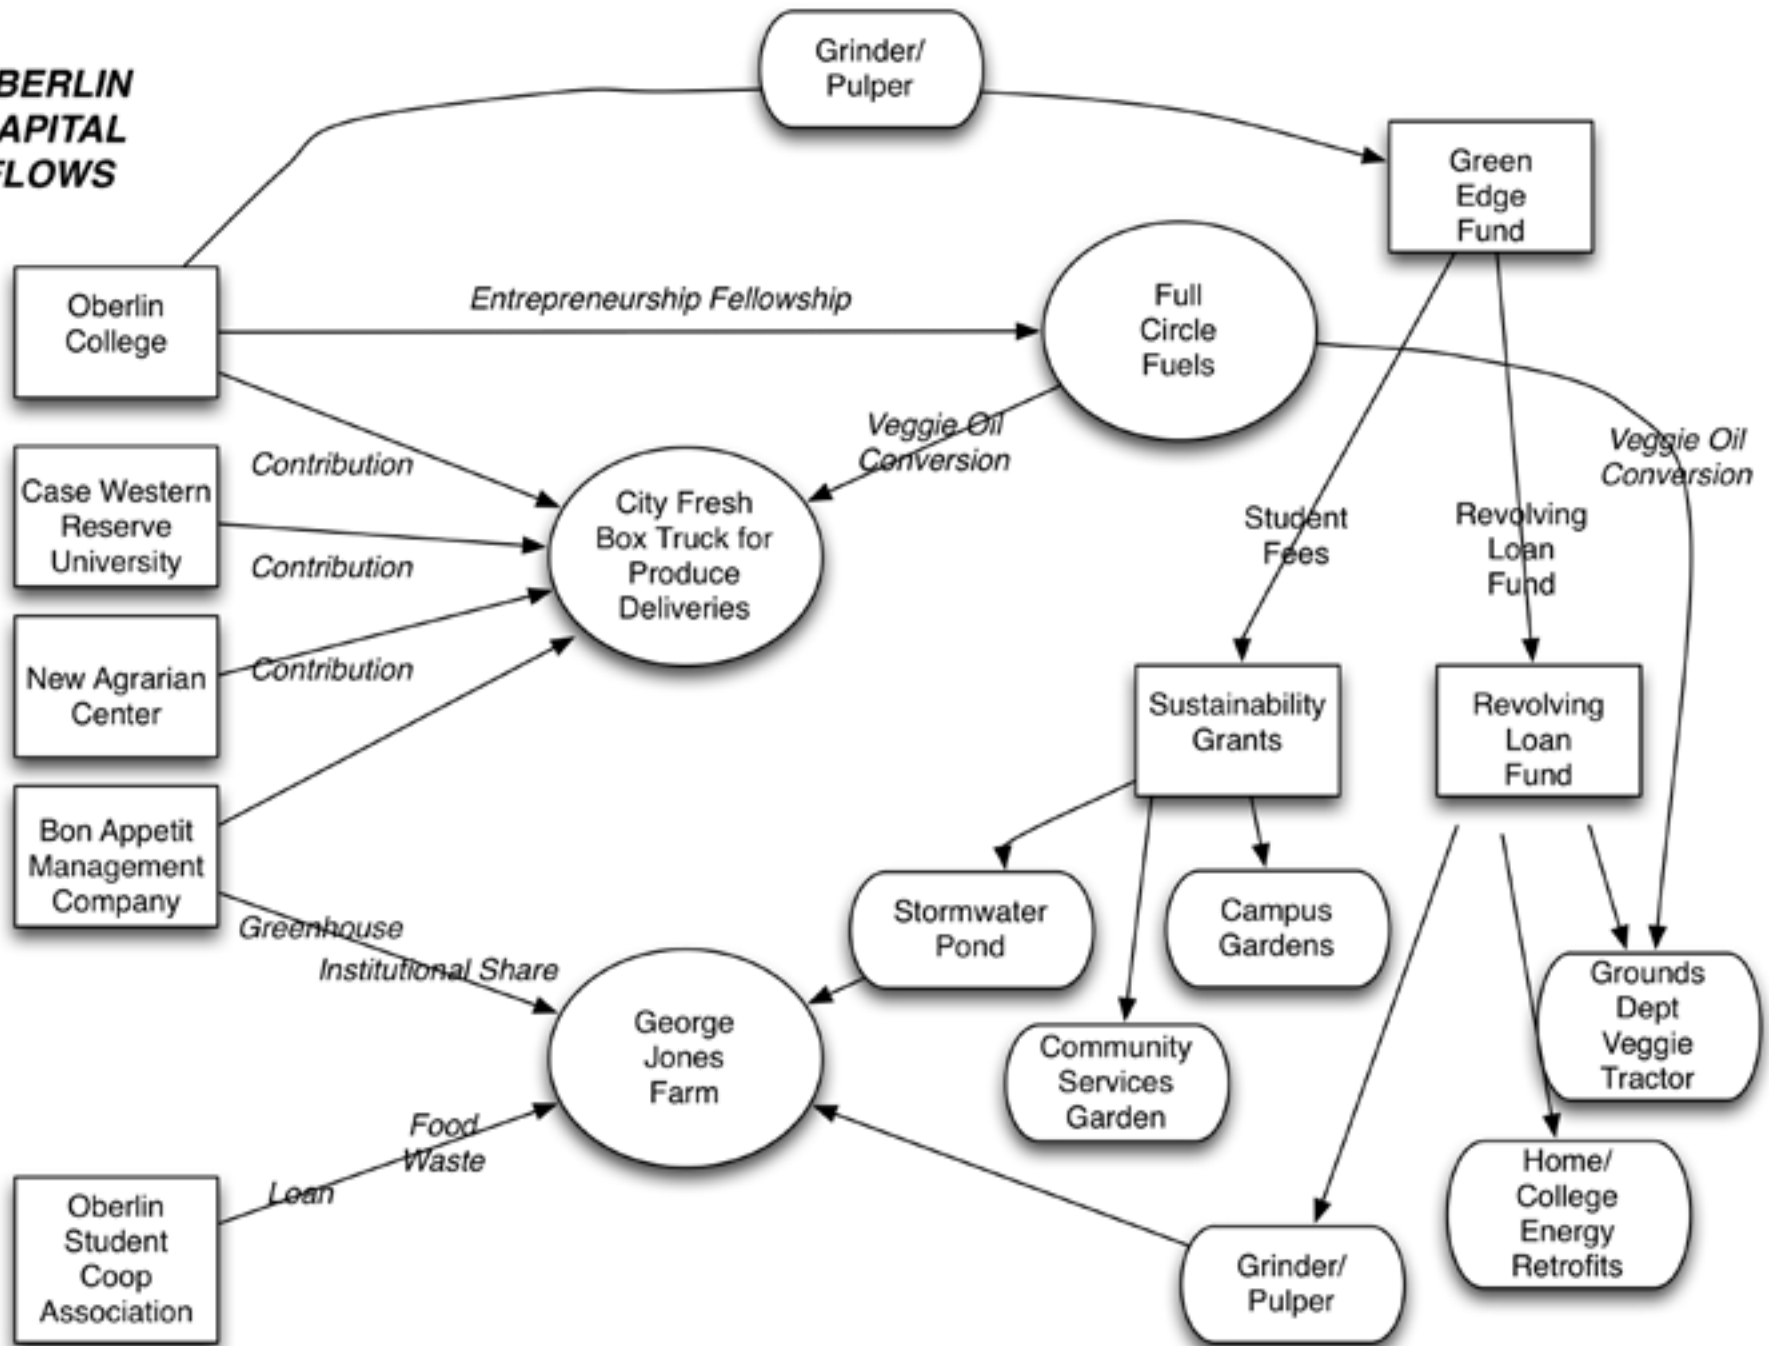 BERLIN
APITAL
FLOWS
Grinder/
Pulper
Green
Edge
Fund
Oberlin
College
Entrepreneurship Fellowship
Full
Circle
Fuels
Veggie Oil
Conversion
Veggie Oil
Conversion
Contribution
Case Western
Reserve
University
Contribution
City Fresh
Box Truck for
Produce
Deliveries
Student
Fees
Revolving
Loan
Fund
New Agrarian
Center
Contribution
Sustainability
Grants
Revolving
Loan
Fund
Bon Appetit
Management
Company
Greenhouse
Institutional Share
Stormwater
Pond
Campus
Gardens
Grounds
Dept
Veggie
Tractor
George
Jones
Farm
Community
Services
Garden
Food
Waste
Loan
Oberlin
Student
Coop
Association
Grinder/
Pulper
Home/
College
Energy
Retrofits